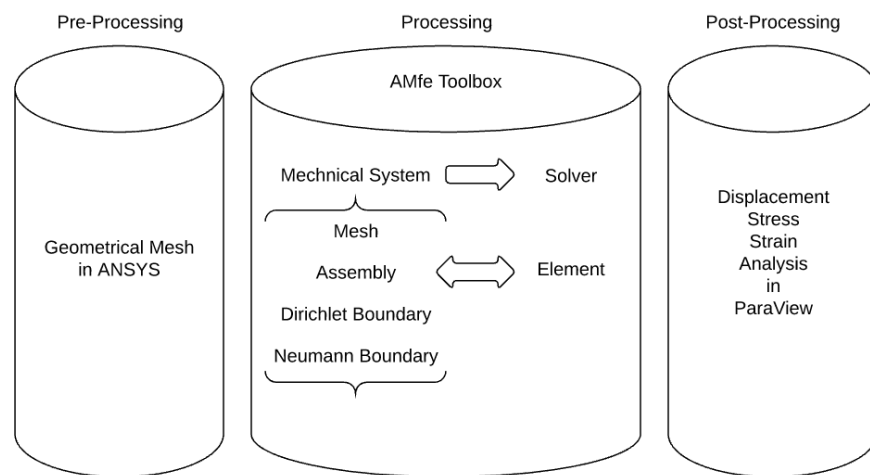 Pre-Processing
Processing
Post-Processing
Geometrical Mesh
in ANSYS
AMfe Toolbox
Mechnical System
Solver
Mesh
Assembly
Element
Dirichlet Boundary
Neumann Boundary
Displacement
Stress
Strain
Analysis
in
ParaView